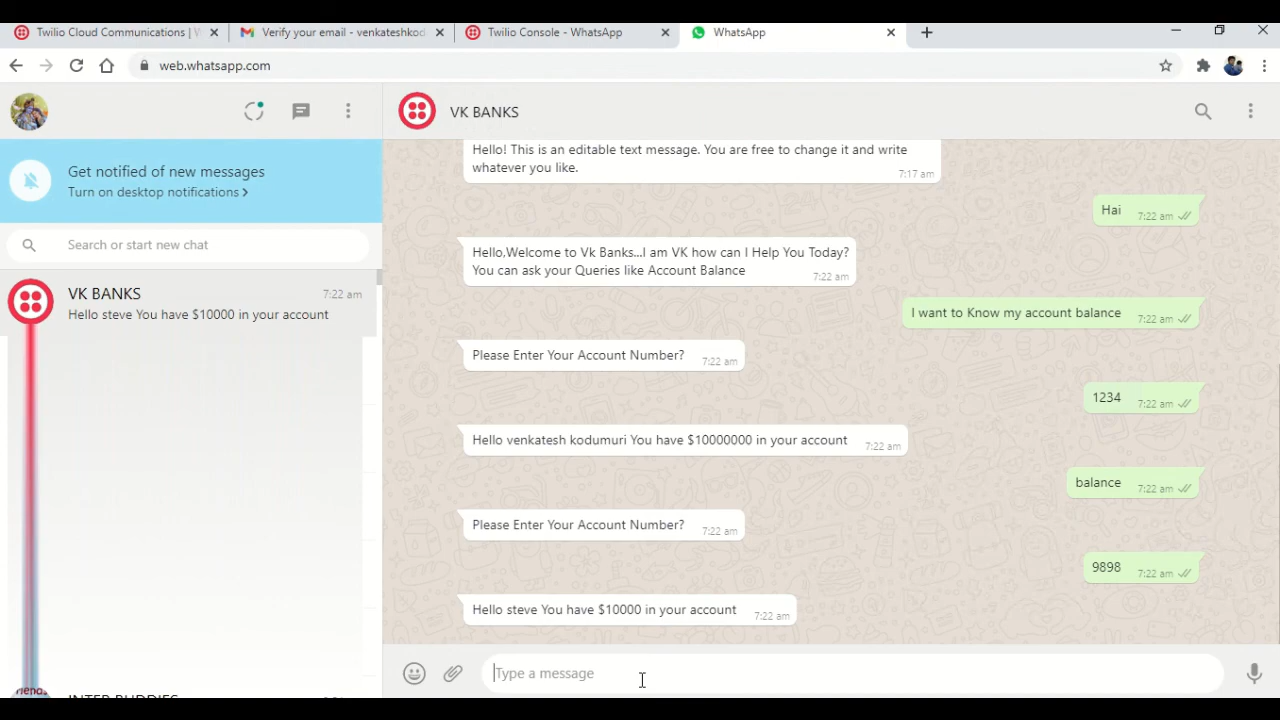 Twilio Cloud Communications |
Verify your email - venkateshkod
Twilio Console - WhatsApp
WhatsApp
web.whatsapp.com
VK BANKS
Get notified of new messages
Turn on desktop notifications >
Search or start new chat
VK BANKS
7:22 am
Hello steve You have $10000 in your account
Hello! This is an editable text message. You are free to change it and write
whatever you like.
7:17 am
Hai
7:22 am
Hello,Welcome to Vk Banks...I am VK how can I Help You Today?
You can ask your Queries like Account Balance
7:22 am
I want to Know my account balance
7:22 am
Please Enter Your Account Number?
7:22 am
1234
7:22 am
Hello venkatesh kodumuri You have $10000000 in your account
7:22 am
balance
7:22 am
Please Enter Your Account Number?
7:22 am
9898
7:22 am
Hello steve You have $10000 in your account
7:22 am
Type a message